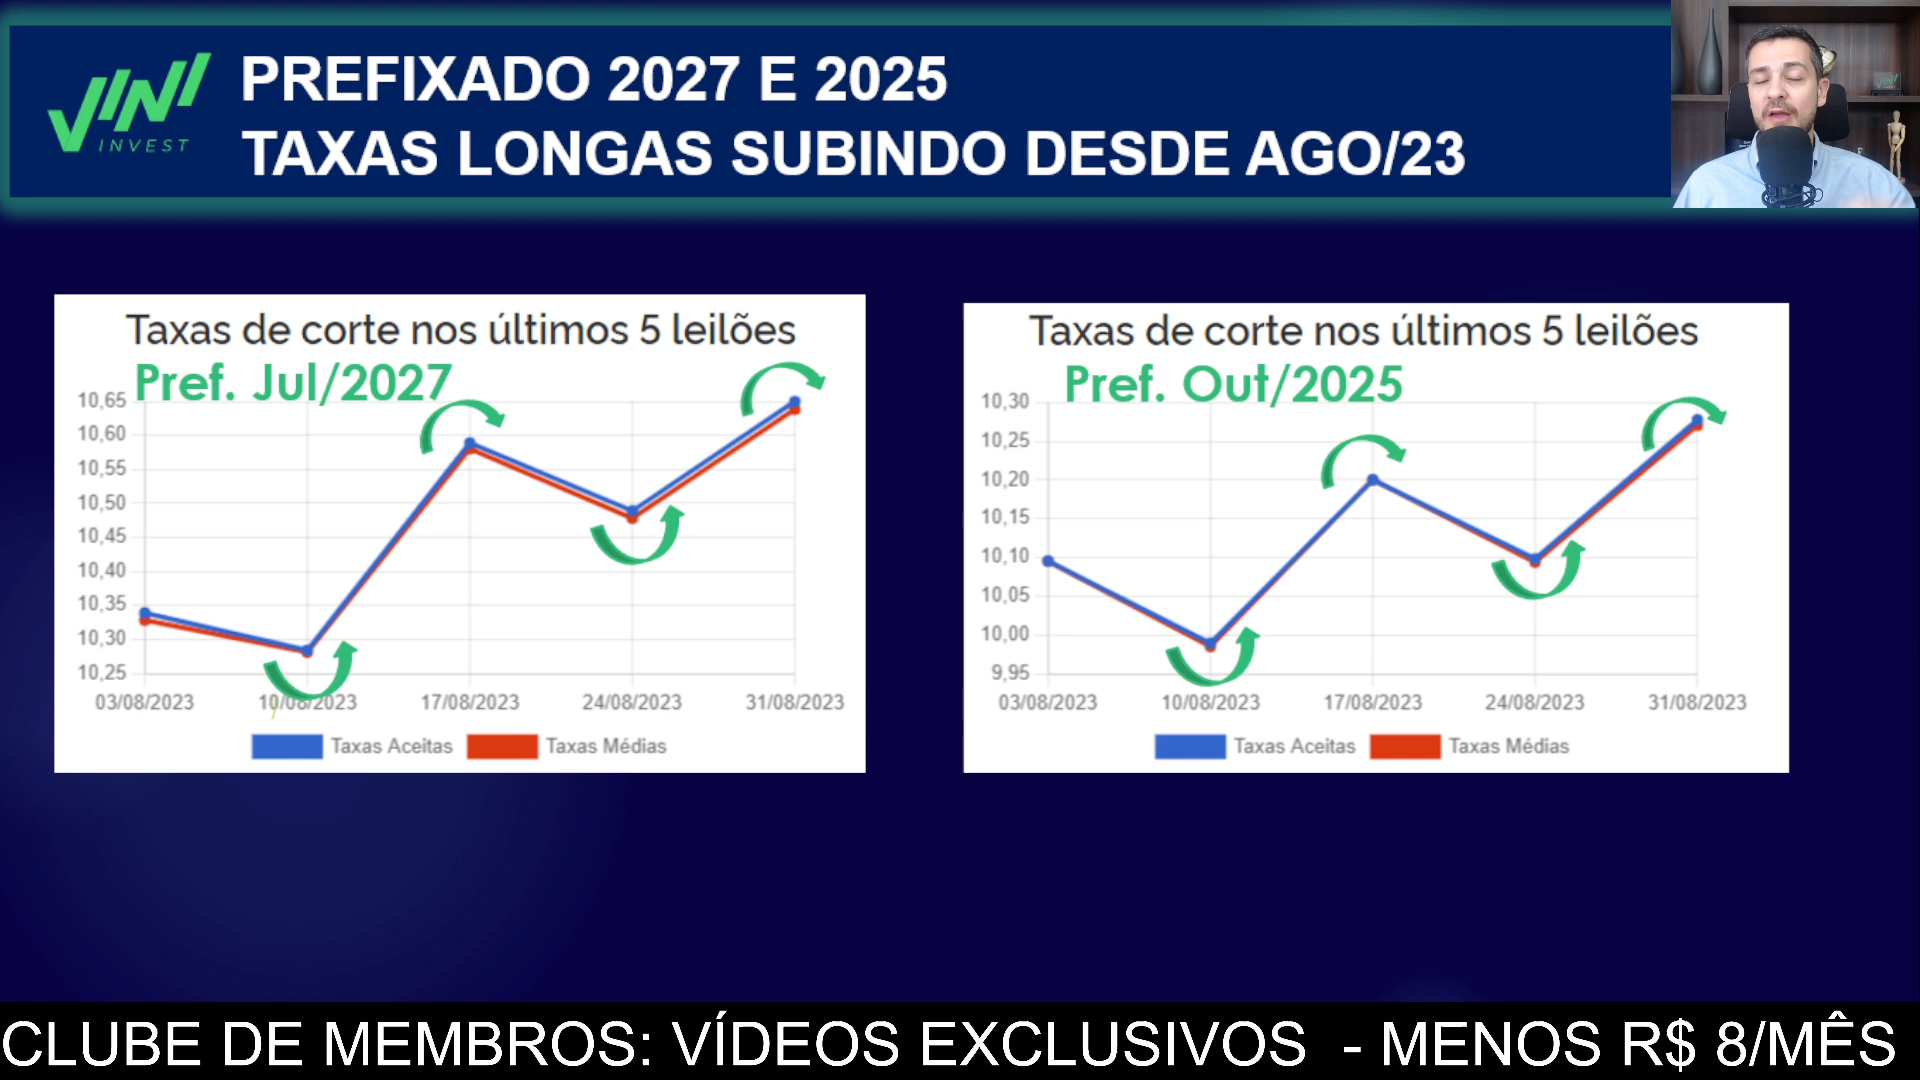 VINI
INVEST
PREFIXADO 2027 E 2025
TAXAS LONGAS SUBINDO DESDE AGO/23
Taxas de corte nos últimos 5 leilões
Pref. Jul/2027
10,65
10,60
10,55
10,50
10,45
10,40
10,35
10,30
10,25
03/08/2023 10/08/2023 17/08/2023 24/08/2023 31/08/2023
Taxas Aceitas Taxas Médias
Taxas de corte nos últimos 5 leilões
Pref. Out/2025
10,30
10,25
10,20
10,15
10,10
10,05
10,00
9,95
03/08/2023 10/08/2023 17/08/2023 24/08/2023 31/08/2023
Taxas Aceitas Taxas Médias
CLUBE DE MEMBROS: VÍDEOS EXCLUSIVOS - MENOS R$ 8/MÊS